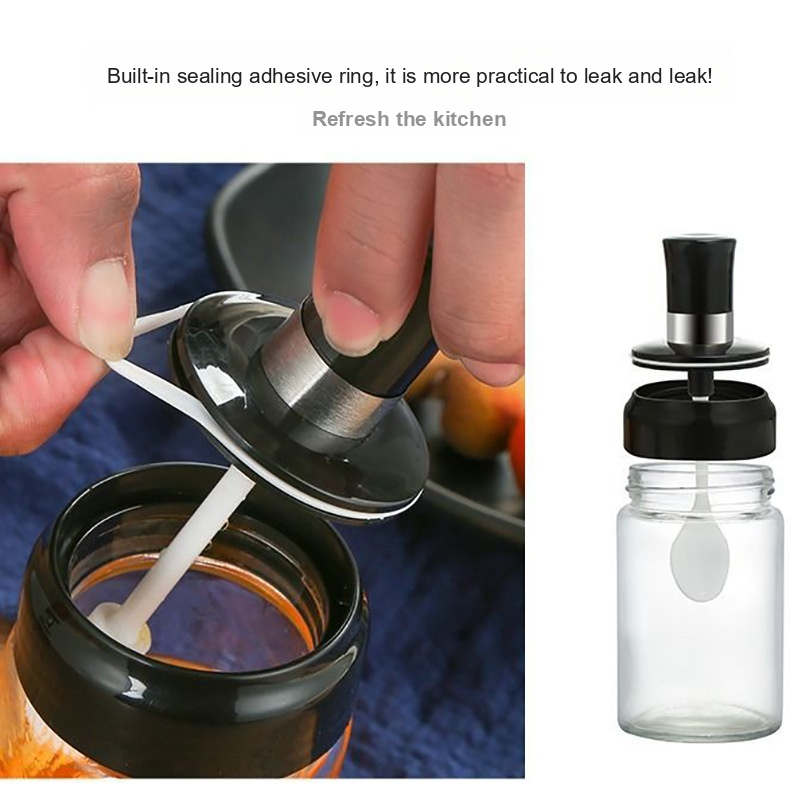 Built-in sealing adhesive ring, it is more practical to leak and leak!
Refresh the kitchen